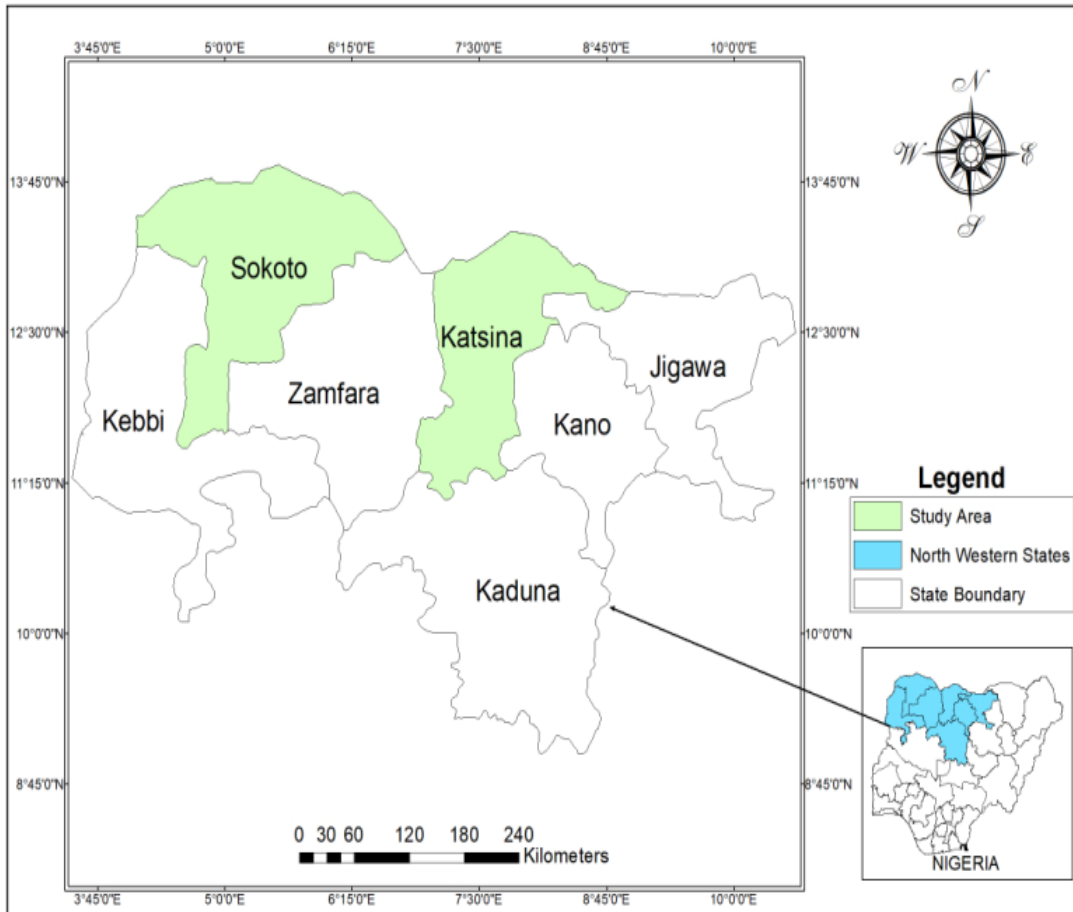 3°45'0"E 5°0'0"E 6°15'0"E 7°30'0"E 8°45'0"E 10°0'0"E
N
W E
S
13°45'0"N 13°45'0"N
Sokoto
12°30'0"N Katsina 12°30'0"N
Jigawa
Zamfara
Kebbi Kano
11°15'0"N 11°15'0"N
Legend
Study Area
North Western States
State Boundary
Kaduna
10°0'0"N 10°0'0"N
8°45'0"N 8°45'0"N
0 30 60 120 180 240
Kilometers
NIGERIA
3°45'0"E 5°0'0"E 6°15'0"E 7°30'0"E 8°45'0"E 10°0'0"E